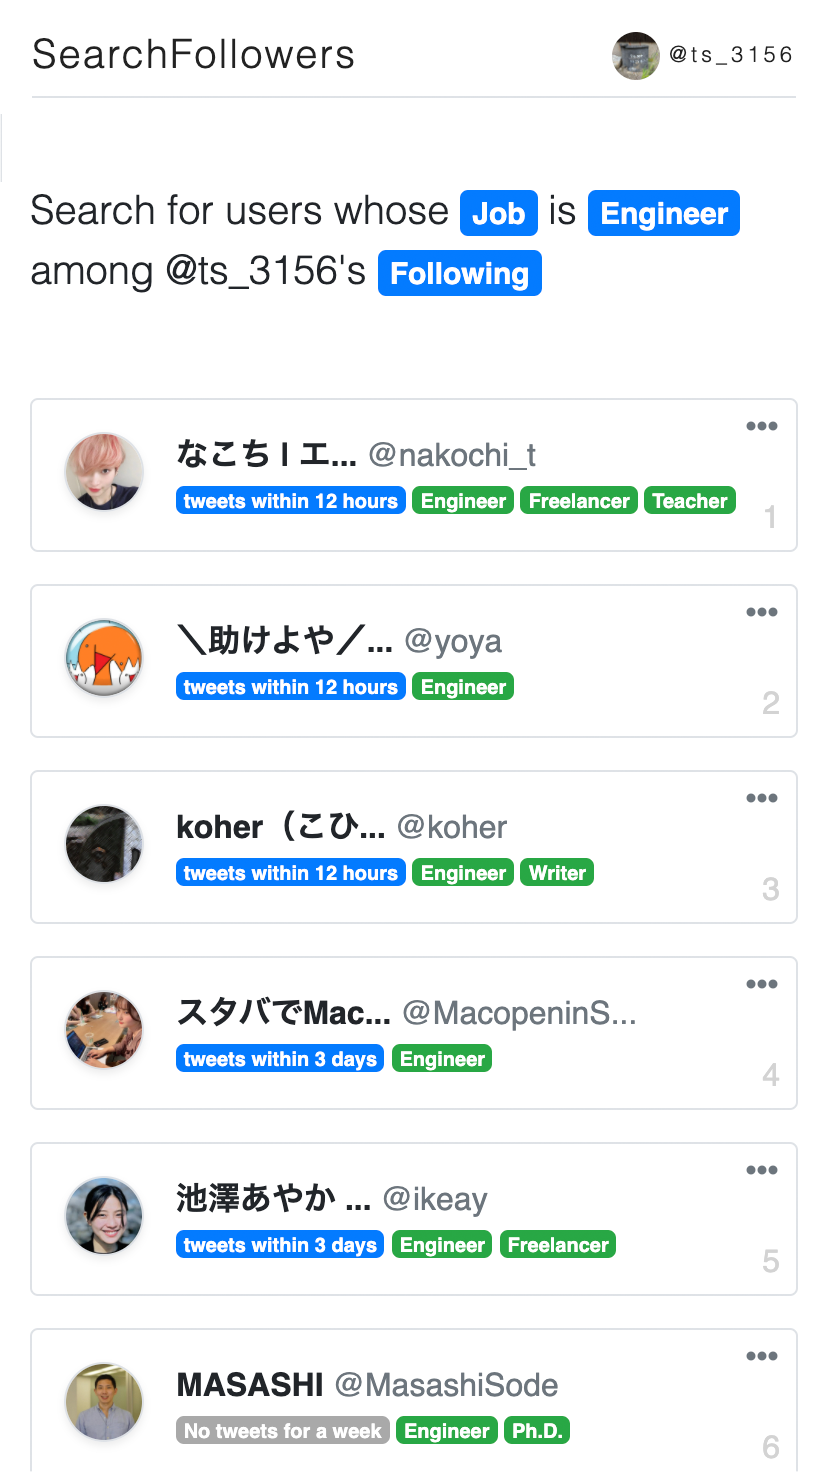 SearchFollowers @ts_3156
Search for users whose Job is Engineer
among @ts_3156's Following
なこち | エ... @nakochi_t
tweets within 12 hours Engineer Freelancer Teacher
1
＼助けよや／... @yoya
tweets within 12 hours Engineer
2
koher（こひ... @koher
tweets within 12 hours Engineer Writer
3
スタバでMac... @MacopeninS...
tweets within 3 days Engineer
4
池澤あやか ... @ikeay
tweets within 3 days Engineer Freelancer
5
MASASHI @MasashiSode
No tweets for a week Engineer Ph.D.
6